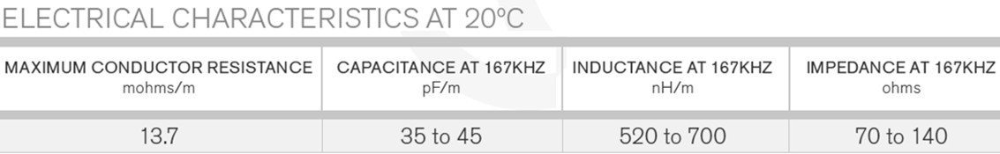 ELECTRICAL CHARACTERISTICS AT 20ºC
MAXIMUM CONDUCTOR RESISTANCE CAPACITANCE AT 167KHZ INDUCTANCE AT 167KHZ IMPEDANCE AT 167KHZ
mohms/m pF/m nH/m ohms
13.7 35 to 45 520 to 700 70 to 140